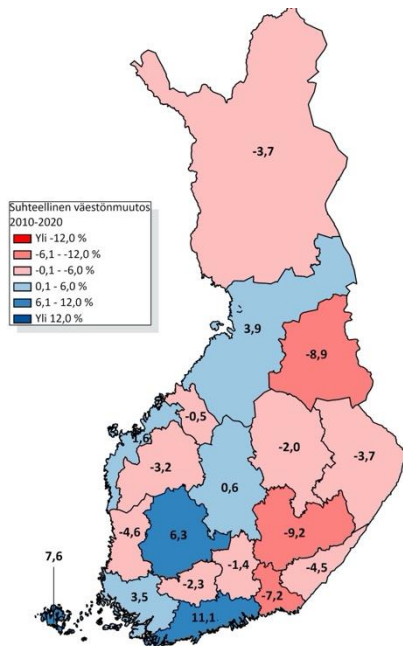 -3,7
Suhteellinen väestönmuutos
2010-2020
Yli -12,0 %
-6,1 - -12,0 %
-0,1 - -6,0 %
0,1 - 6,0 %
6,1 - 12,0 %
Yli 12,0 %
3,9
-8,9
-0,5
1,6
-2,0
-3,7
-3,2
0,6
-4,6
6,3
-9,2
7,6
-1,4
-4,5
-2,3
3,5
-7,2
11,1